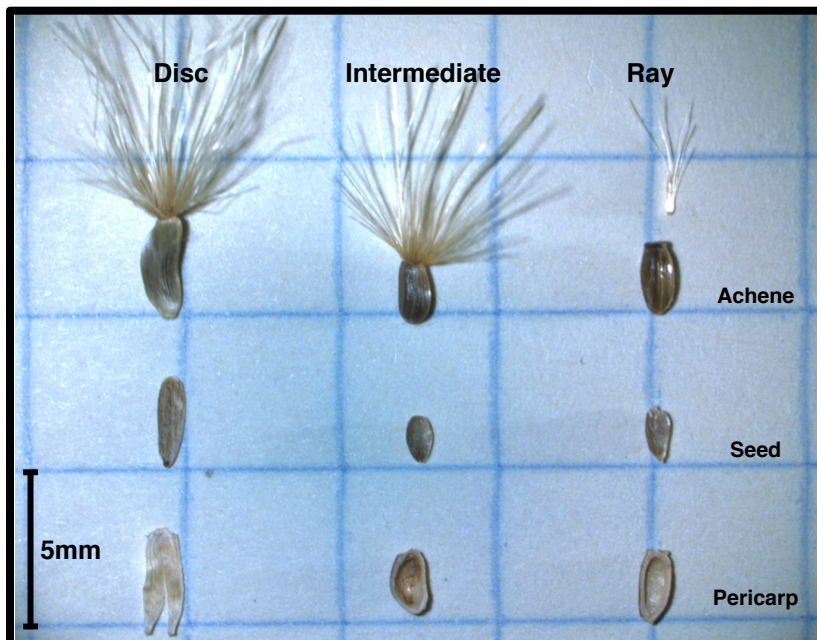 Disc Intermediate Ray
Achene
Seed
5mm
Pericarp